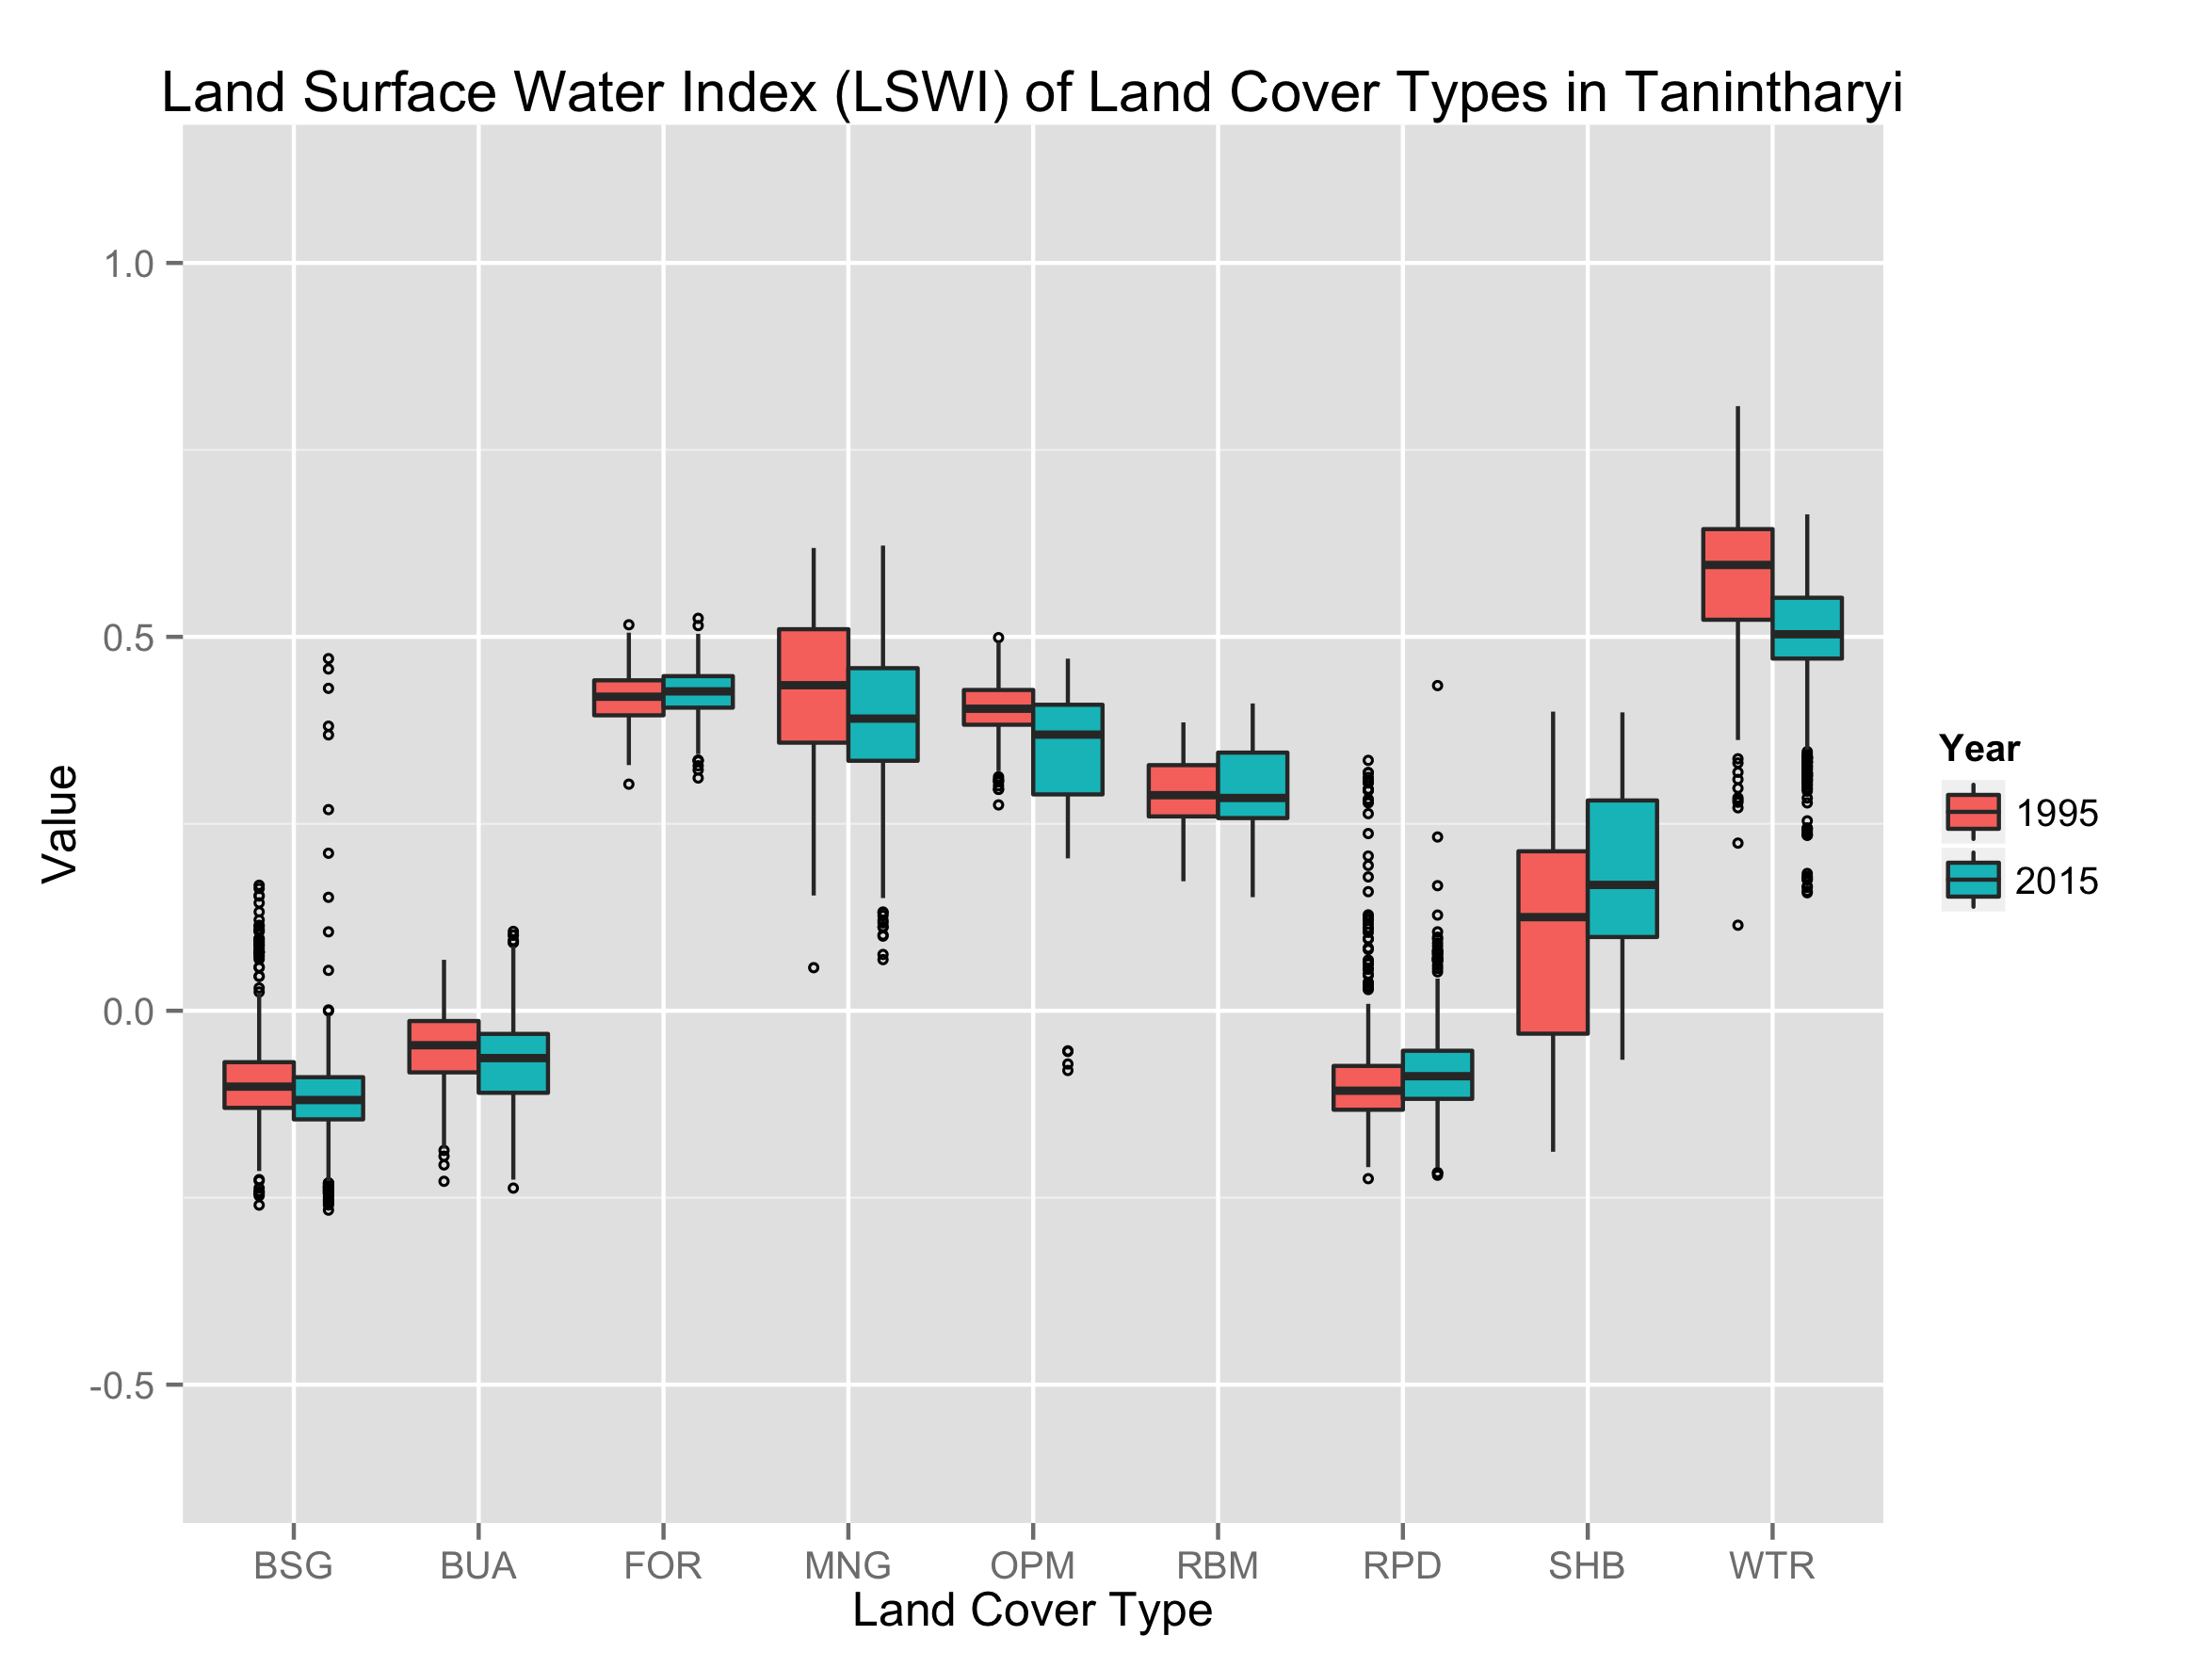 Land Surface Water Index (LSWI) of Land Cover Types in Tanintharyi
Value
1.0
0.5
0.0
-0.5
BSG BUA FOR MNG OPM RBM RPD SHB WTR
Land Cover Type
Year
1995
2015